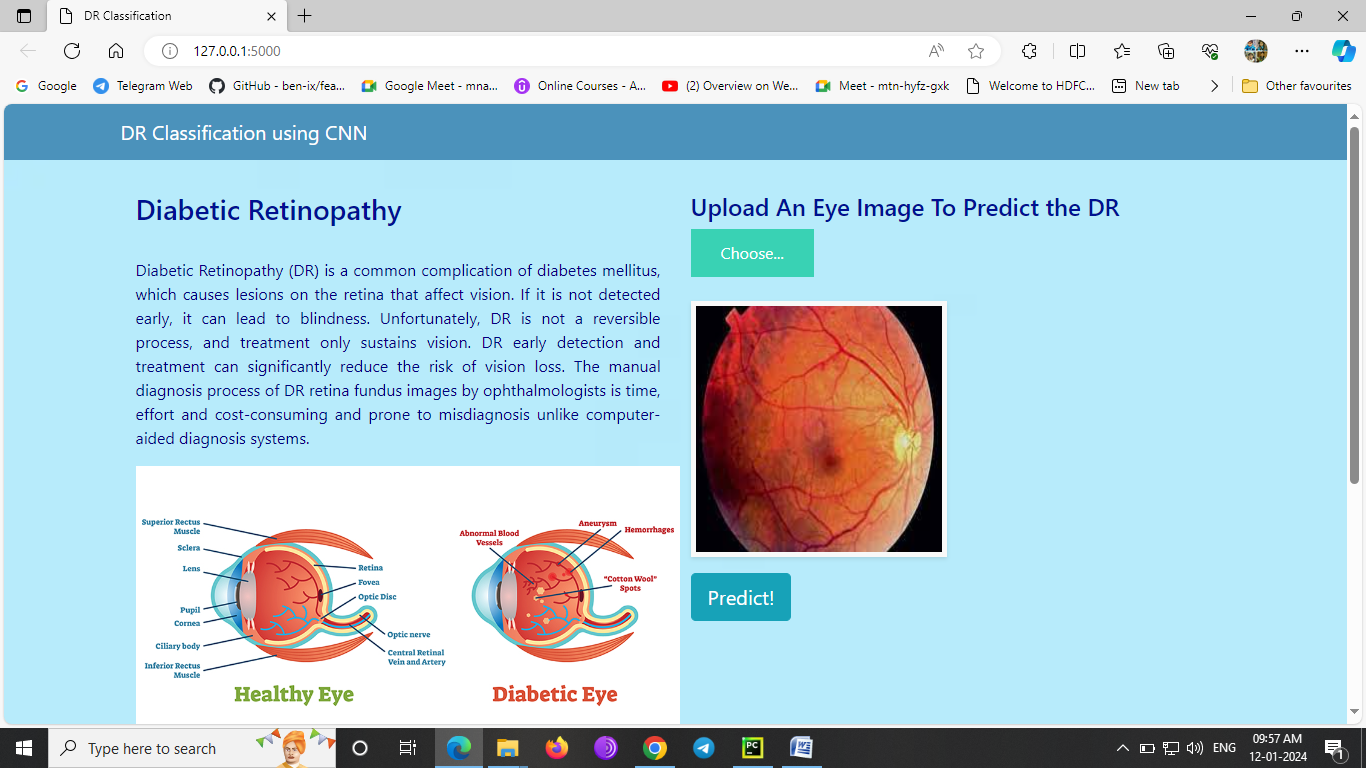 DR Classification
127.0.0.1:5000
Google
Telegram Web
GitHub - ben-ix/fea...
Google Meet - mna...
Online Courses - A...
(2) Overview on We...
Meet - mtn-hyfz-gxk
Welcome to HDFC...
New tab
Other favourites
DR Classification using CNN
Diabetic Retinopathy
Diabetic Retinopathy (DR) is a common complication of diabetes mellitus,
which causes lesions on the retina that affect vision. If it is not detected
early, it can lead to blindness. Unfortunately, DR is not a reversible
process, and treatment only sustains vision. DR early detection and
treatment can significantly reduce the risk of vision loss. The manual
diagnosis process of DR retina fundus images by ophthalmologists is time,
effort and cost-consuming and prone to misdiagnosis unlike computer-
aided diagnosis systems.
Superior Rectus
Muscle
Sclera
Lens
Pupil
Cornea
Ciliary body
Inferior Rectus
Muscle
Retina
Fovea
Optic Disc
Optic nerve
Central Retinal
Vein and Artery
Healthy Eye
Abnormal Blood
Vessels
Aneurysm
Hemorrhages
"Cotton Wool"
Spots
Diabetic Eye
Upload An Eye Image To Predict the DR
Choose...
Predict!
Type here to search
PC
W
ENG
09:57 AM
12-01-2024
1